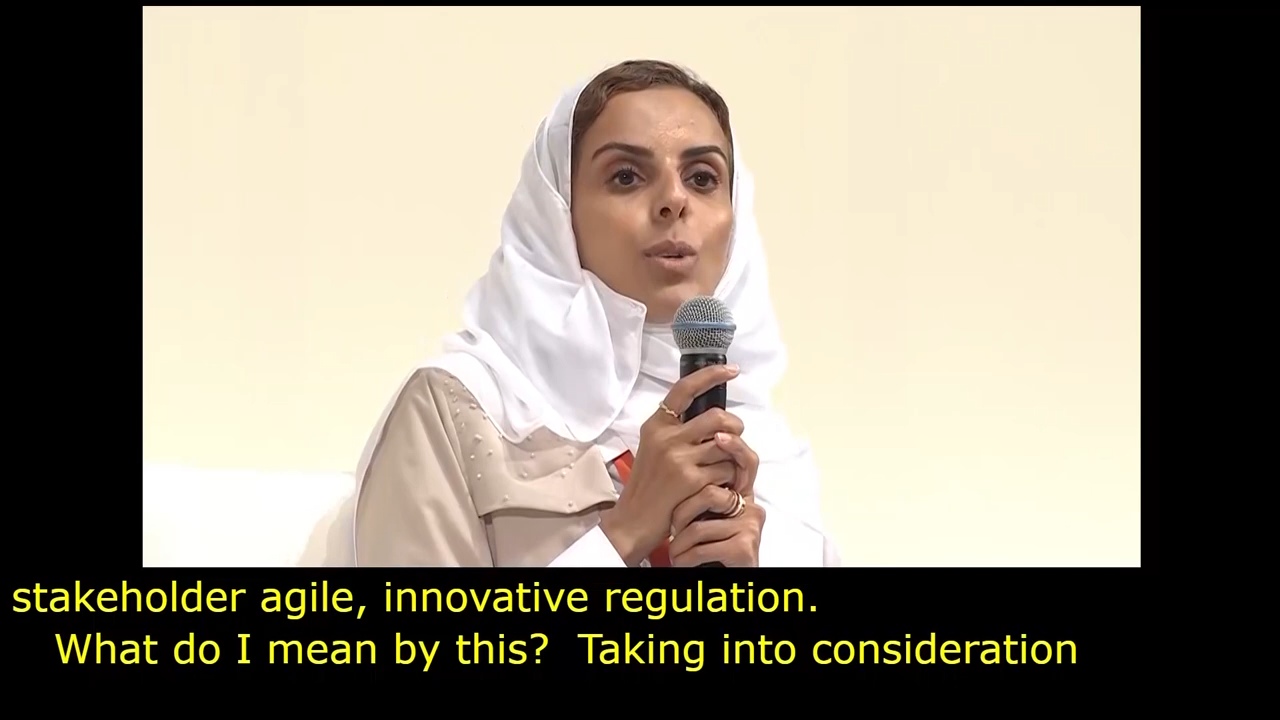 stakeholder agile, innovative regulation.
What do I mean by this?  Taking into consideration